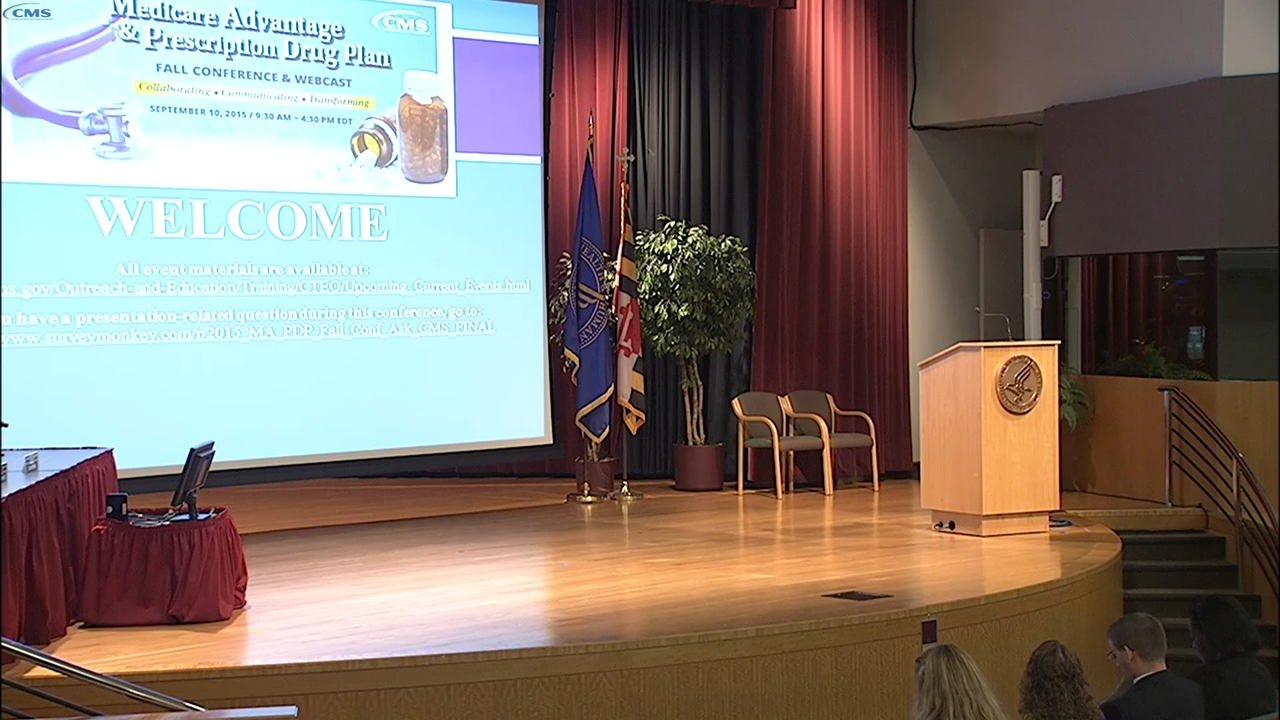 CMS
Medicare Advantage
CMS
& Prescription Drug Plan
FALL CONFERENCE & WEBCAST
Collaborating • Communicating • Transforming
SEPTEMBER 10, 2015 / 9:30 AM – 4:30 PM EDT
WELCOME
All event materials are available at:
.gov/Outreach-and-Education/Training/CTEO/Upcoming_Current_Events.html
have a presentation-related question during this conference, go to:
www.surveymonkey.com/r/2015_MA_PDP_Fall_Conf_Ask_CMS_FINAL